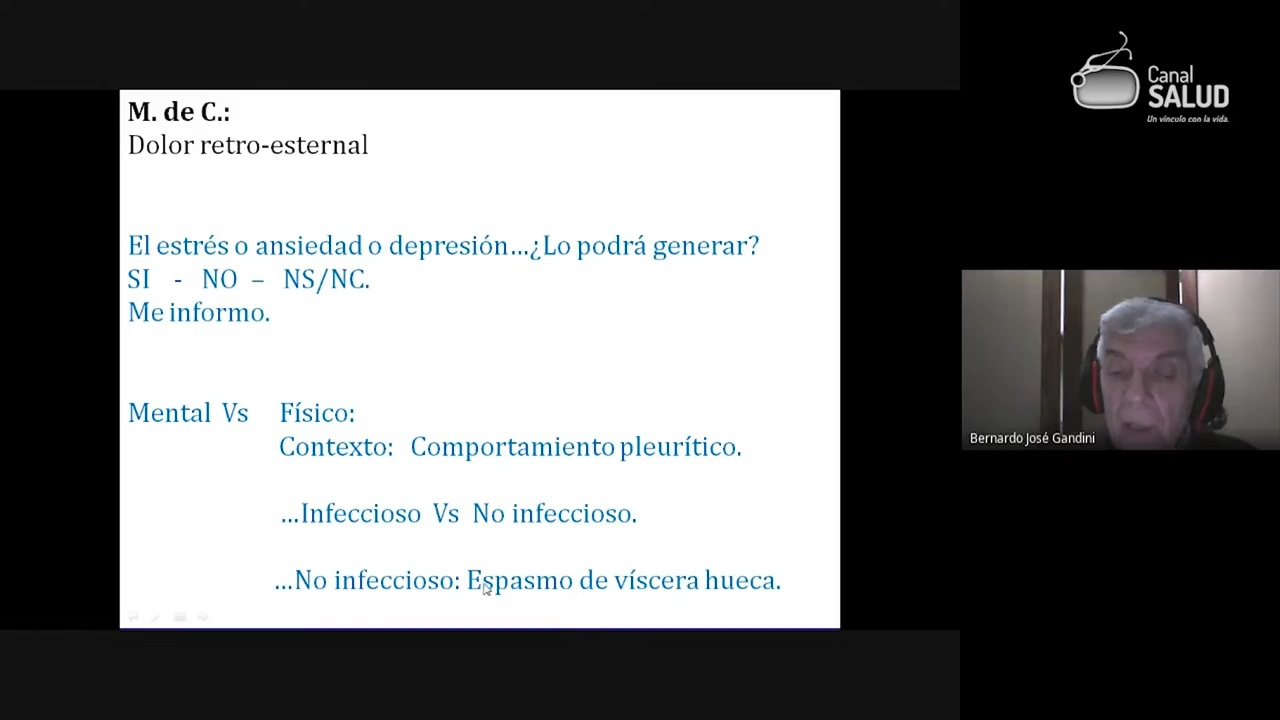 M. de C.:
Dolor retro-esternal
El estrés o ansiedad o depresión...¿Lo podrá generar?
SI - NO – NS/NC.
Me informo.
Mental Vs Físico:
Contexto: Comportamiento pleurítico.
...Infeccioso Vs No infeccioso.
...No infeccioso: Espasmo de víscera hueca.
Canal
SALUD
Un vínculo con la vida.
Bernardo José Gandini